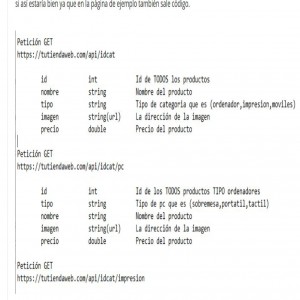 si así estaría bien ya que en la página de ejemplo también sale código.
Petición GET
https://tutiendaweb.com/api/idcat
id int Id de TODOS los productos
nombre string Nombre del producto
tipo string Tipo de categoria que es (ordenador,impresion,moviles)
imagen string(url) La dirección de la imagen
precio double Precio del producto
Petición GET
https://tutiendaweb.com/api/idcat/pc
id int Id de los TODOS productos TIPO ordenadores
tipo string Tipo de pc que es (sobremesa,portatil,tactil)
nombre string Nombre del producto
imagen string(url) La dirección de la imagen
precio double Precio del producto
Petición GET
https://tutiendaweb.com/api/idcat/impresion